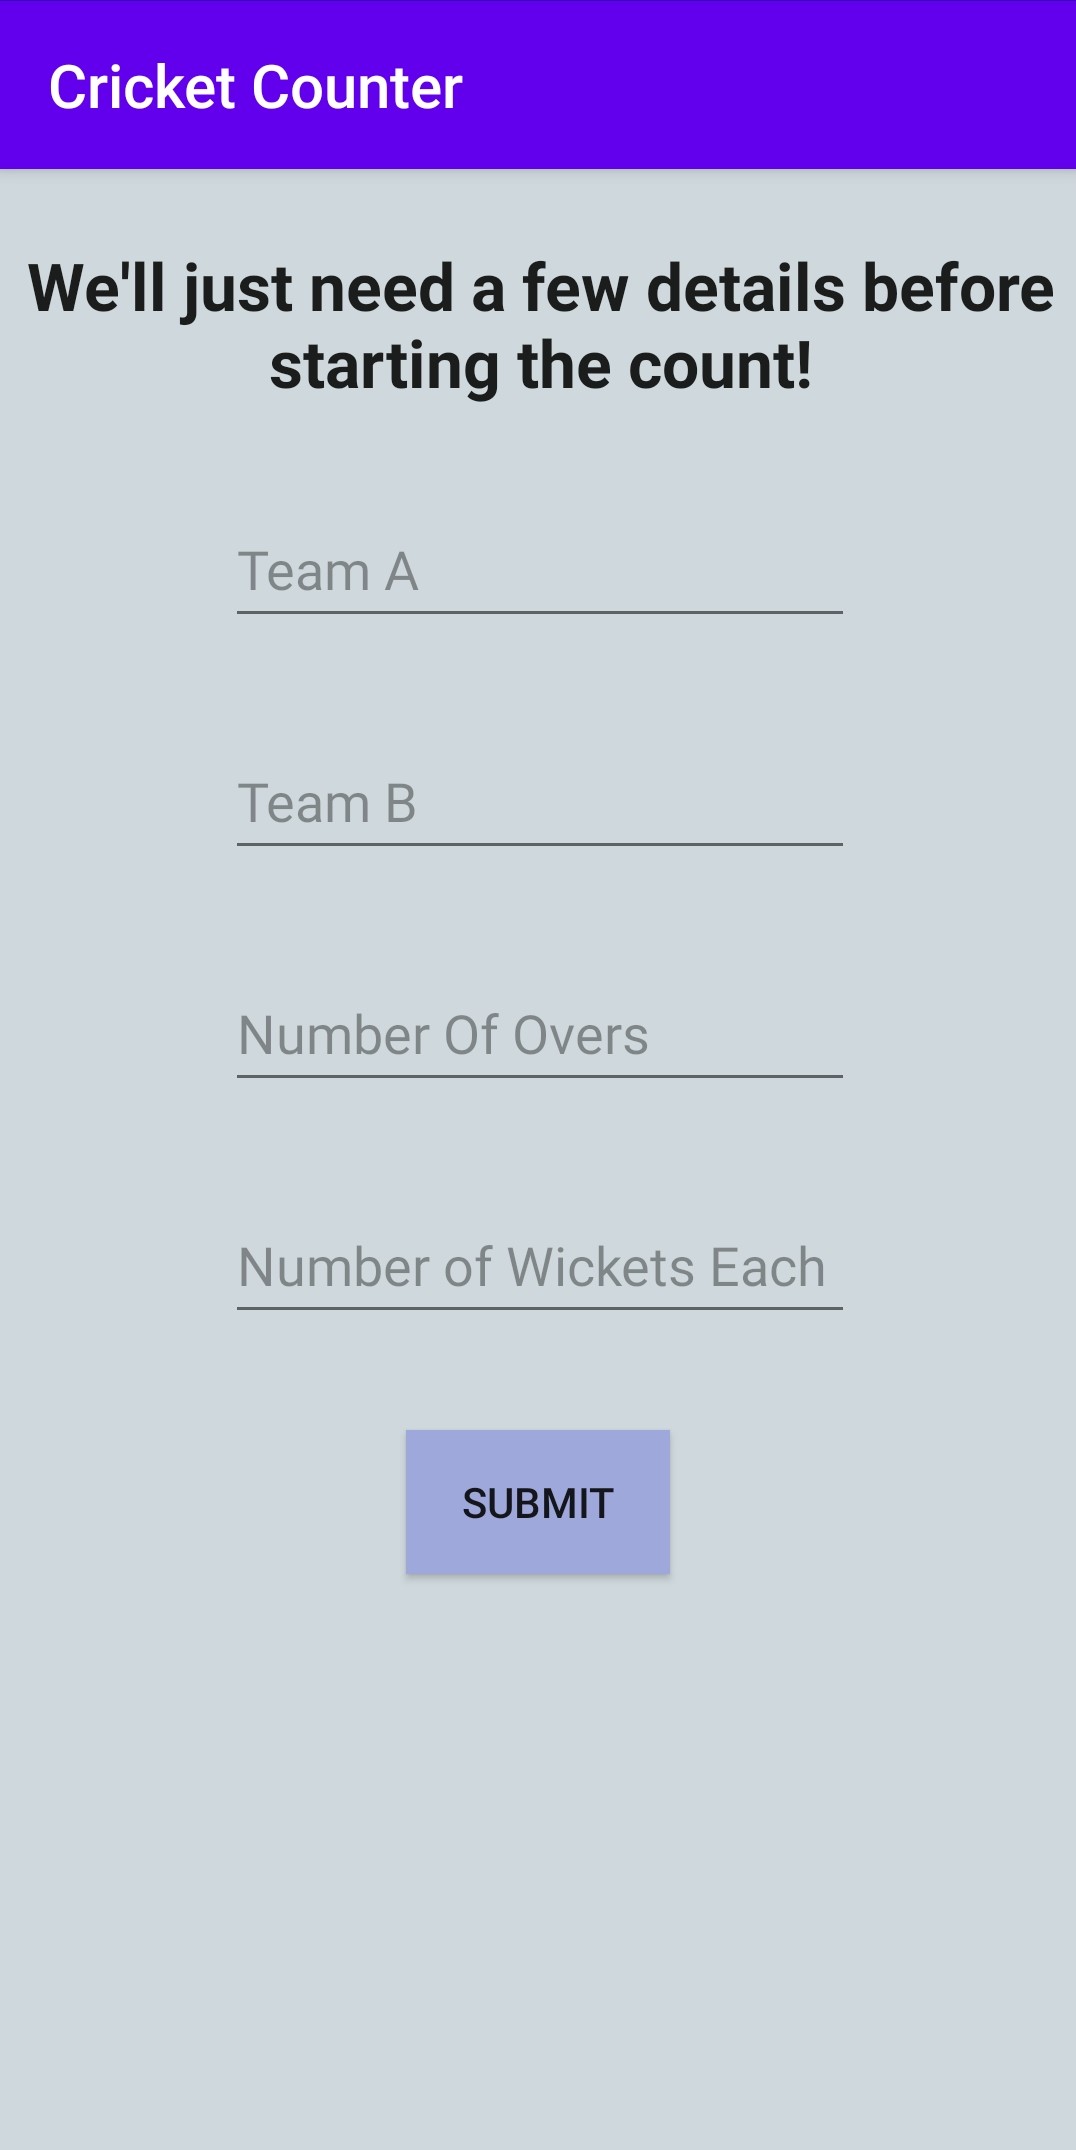 Cricket Counter
We'll just need a few details before
starting the count!
Team A
Team B
Number Of Overs
Number of Wickets Each
SUBMIT